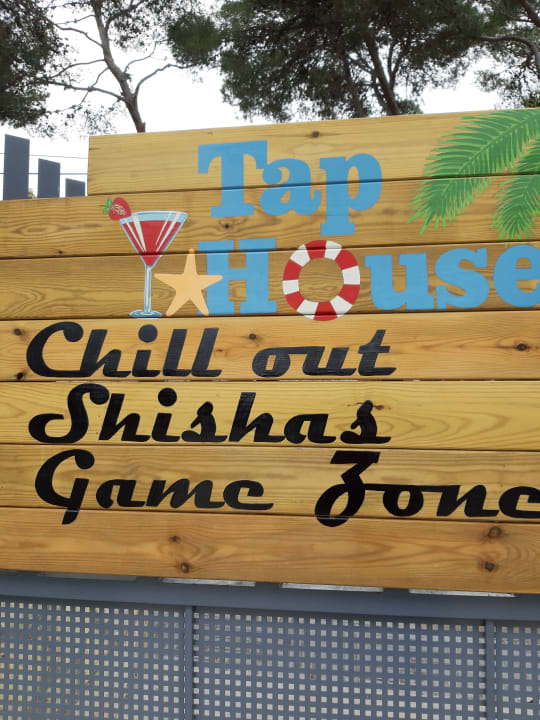 Tap
House
Chill out
Shishas
Game Zone